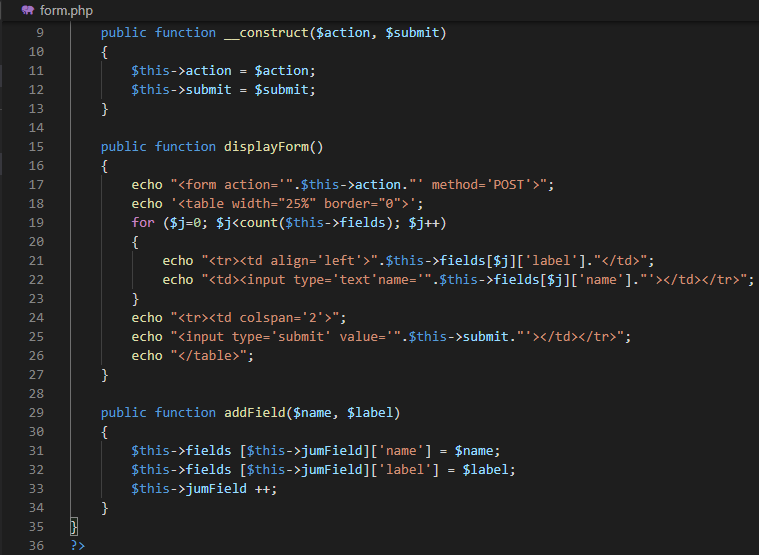 form.php
9 public function __construct($action, $submit)
10 {
11 $this->action = $action;
12 $this->submit = $submit;
13 }
14
15 public function displayForm()
16 {
17 echo "<form action='".$this->action."' method='POST'>";
18 echo '<table width="25%" border="0">';
19 for ($j=0; $j<count($this->fields); $j++)
20 {
21 echo "<tr><td align='left'>".$this->fields[$j]['label']."</td>";
22 echo "<td><input type='text'name='".$this->fields[$j]['name']."'></td></tr>";
23 }
24 echo "<tr><td colspan='2'>";
25 echo "<input type='submit' value='".$this->submit."'></td></tr>";
26 echo "</table>";
27 }
28
29 public function addField($name, $label)
30 {
31 $this->fields [$this->jumField]['name'] = $name;
32 $this->fields [$this->jumField]['label'] = $label;
33 $this->jumField ++;
34 }
35 }
36 ?>